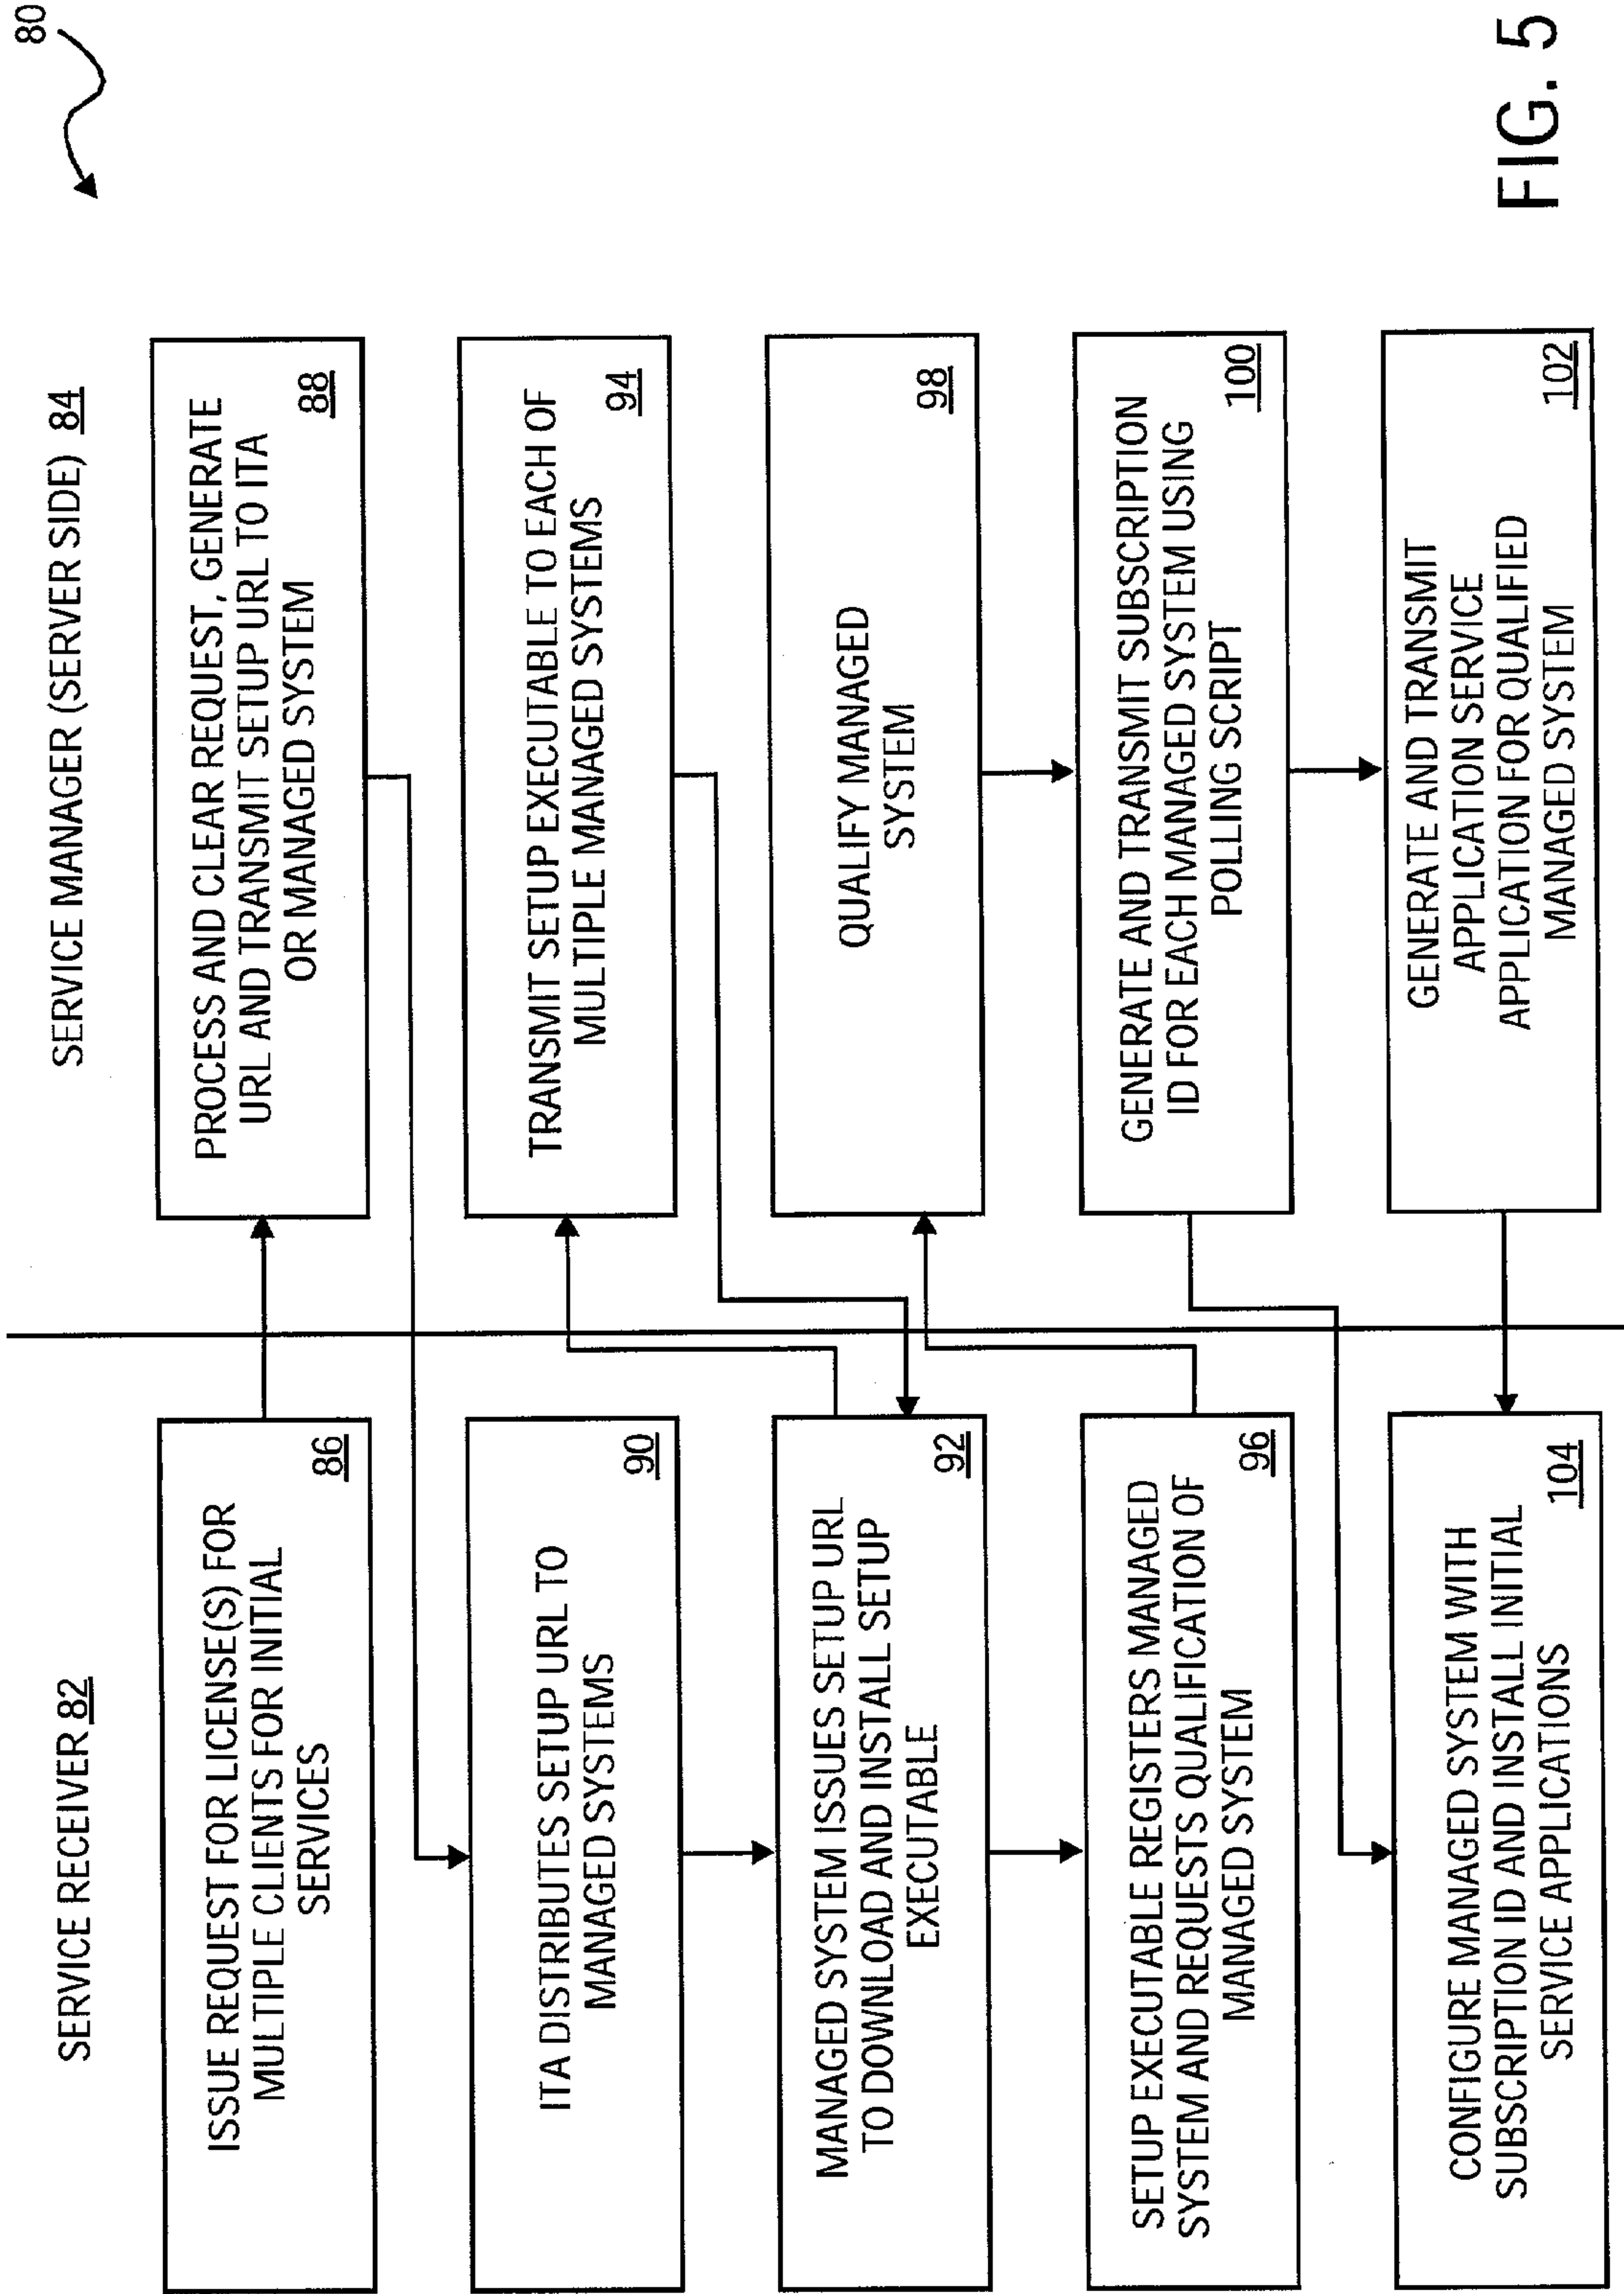 80
SERVICE RECEIVER 82
SERVICE MANAGER (SERVER SIDE) 84
ISSUE REQUEST FOR LICENSE(S) FOR
MULTIPLE CLIENTS FOR INITIAL
SERVICES
86
PROCESS AND CLEAR REQUEST, GENERATE
URL AND TRANSMIT SETUP URL TO ITA
OR MANAGED SYSTEM
88
ITA DISTRIBUTES SETUP URL TO
MANAGED SYSTEMS
90
TRANSMIT SETUP EXECUTABLE TO EACH OF
MULTIPLE MANAGED SYSTEMS
94
MANAGED SYSTEM ISSUES SETUP URL
TO DOWNLOAD AND INSTALL SETUP
EXECUTABLE
92
QUALIFY MANAGED
SYSTEM
98
SETUP EXECUTABLE REGISTERS MANAGED
SYSTEM AND REQUESTS QUALIFICATION OF
MANAGED SYSTEM
96
GENERATE AND TRANSMIT SUBSCRIPTION
ID FOR EACH MANAGED SYSTEM USING
POLLING SCRIPT
100
CONFIGURE MANAGED SYSTEM WITH
SUBSCRIPTION ID AND INSTALL INITIAL
SERVICE APPLICATIONS
104
GENERATE AND TRANSMIT
APPLICATION SERVICE
APPLICATION FOR QUALIFIED
MANAGED SYSTEM
102
FIG. 5